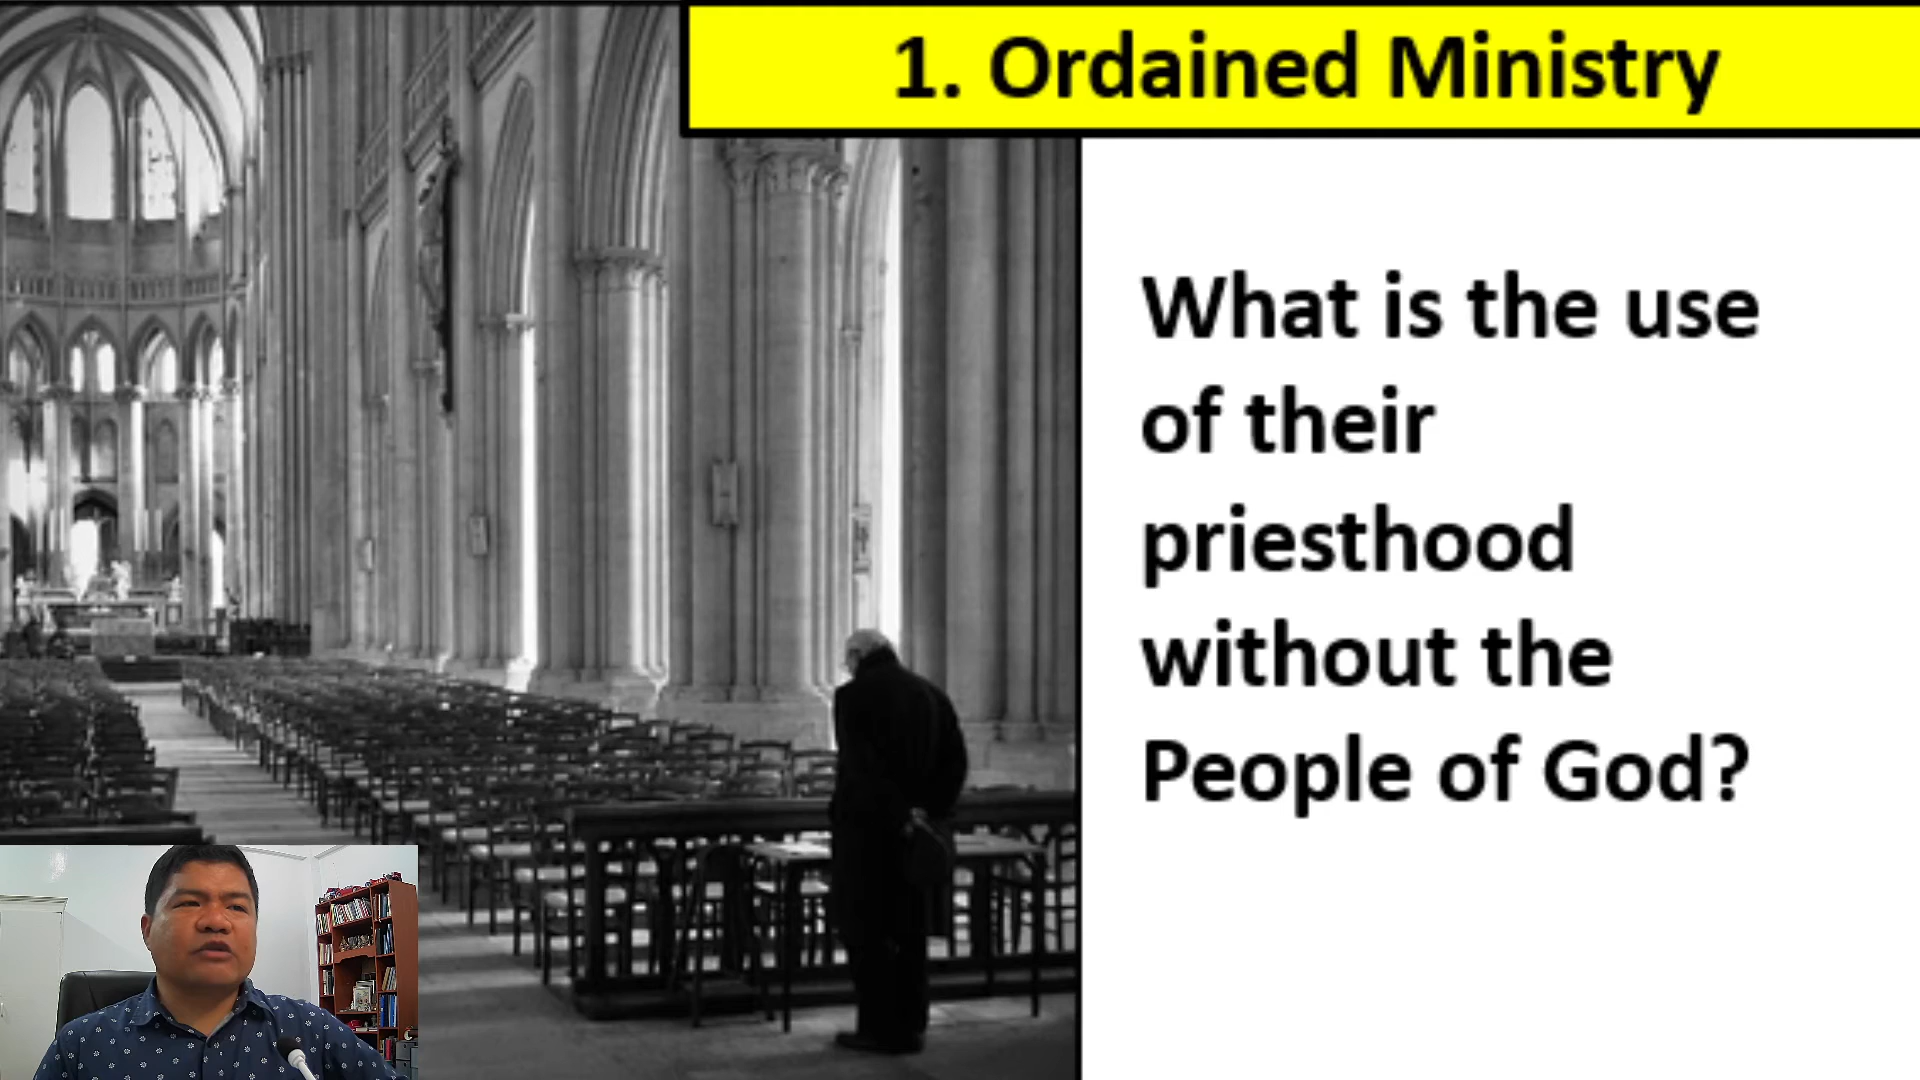 1. Ordained Ministry
What is the use
of their
priesthood
without the
People of God?